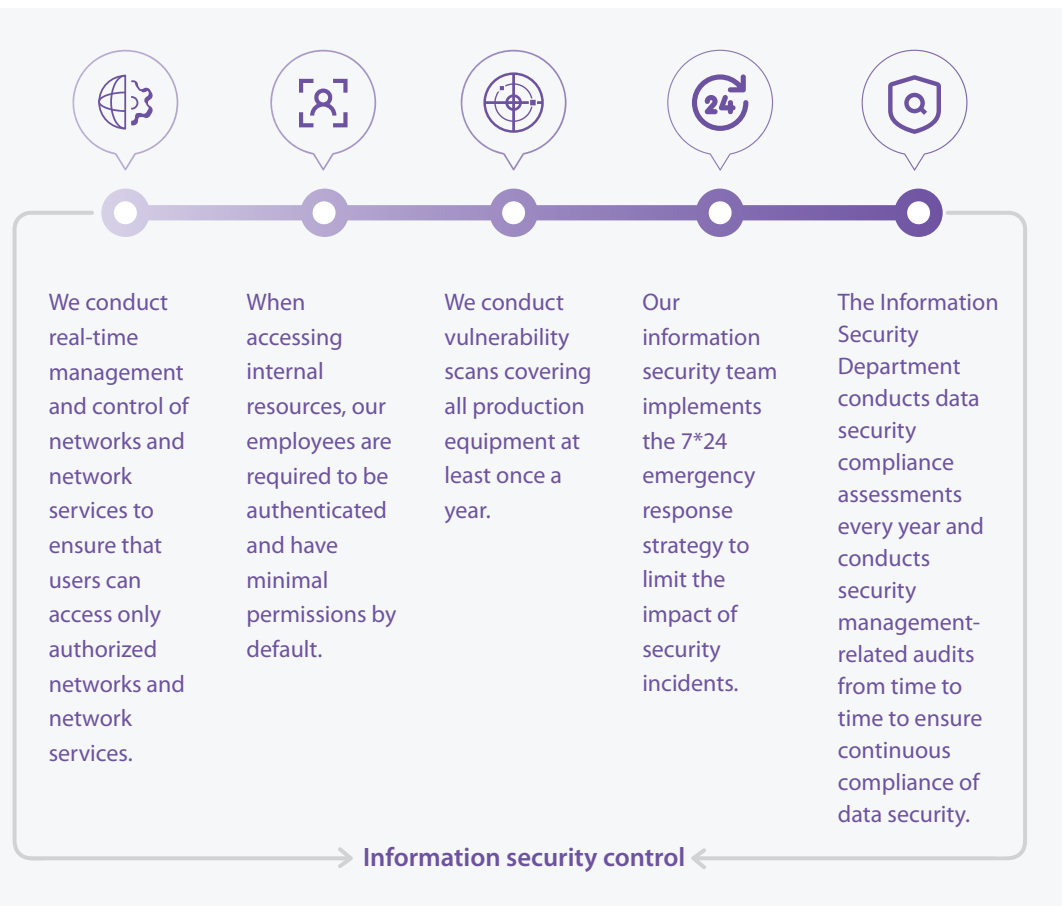 24
We conduct
real-time
management
and control of
networks and
network
services to
ensure that
users can
access only
authorized
networks and
network
services.
When
accessing
internal
resources, our
employees are
required to be
authenticated
and have
minimal
permissions by
default.
We conduct
vulnerability
scans covering
all production
equipment at
least once a
year.
Our
information
security team
implements
the 7*24
emergency
response
strategy to
limit the
impact of
security
incidents.
The Information
Security
Department
conducts data
security
compliance
assessments
every year and
conducts
security
management-
related audits
from time to
time to ensure
continuous
compliance of
data security.
Information security control